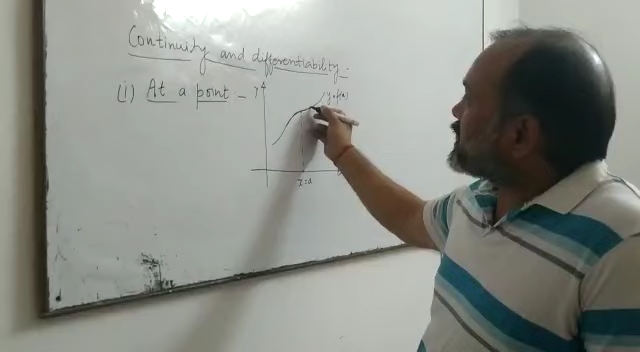 Continuity and differentiability.
(i) At a point -
y
y = f(x)
x=a